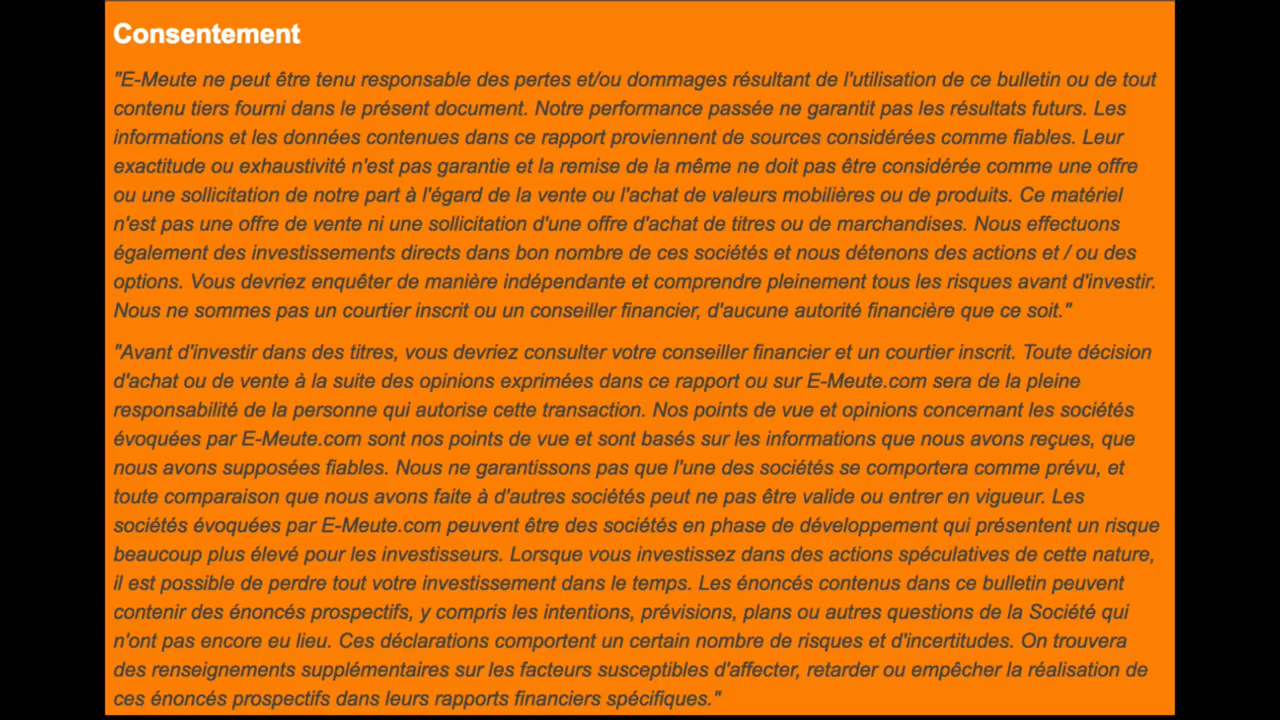 Consentement
"E-Meute ne peut être tenu responsable des pertes et/ou dommages résultant de l'utilisation de ce bulletin ou de tout
contenu tiers fourni dans le présent document. Notre performance passée ne garantit pas les résultats futurs. Les
informations et les données contenues dans ce rapport proviennent de sources considérées comme fiables. Leur
exactitude ou exhaustivité n'est pas garantie et la remise de la même ne doit pas être considérée comme une offre
ou une sollicitation de notre part à l'égard de la vente ou l'achat de valeurs mobilières ou de produits. Ce matériel
n'est pas une offre de vente ni une sollicitation d'une offre d'achat de titres ou de marchandises. Nous effectuons
également des investissements directs dans bon nombre de ces sociétés et nous détenons des actions et / ou des
options. Vous devriez enquêter de manière indépendante et comprendre pleinement tous les risques avant d'investir.
Nous ne sommes pas un courtier inscrit ou un conseiller financier, d'aucune autorité financière que ce soit."
"Avant d'investir dans des titres, vous devriez consulter votre conseiller financier et un courtier inscrit. Toute décision
d'achat ou de vente à la suite des opinions exprimées dans ce rapport ou sur E-Meute.com sera de la pleine
responsabilité de la personne qui autorise cette transaction. Nos points de vue et opinions concernant les sociétés
évoquées par E-Meute.com sont nos points de vue et sont basés sur les informations que nous avons reçues, que
nous avons supposées fiables. Nous ne garantissons pas que l'une des sociétés se comportera comme prévu, et
toute comparaison que nous avons faite à d'autres sociétés peut ne pas être valide ou entrer en vigueur. Les
sociétés évoquées par E-Meute.com peuvent être des sociétés en phase de développement qui présentent un risque
beaucoup plus élevé pour les investisseurs. Lorsque vous investissez dans des actions spéculatives de cette nature,
il est possible de perdre tout votre investissement dans le temps. Les énoncés contenus dans ce bulletin peuvent
contenir des énoncés prospectifs, y compris les intentions, prévisions, plans ou autres questions de la Société qui
n'ont pas encore eu lieu. Ces déclarations comportent un certain nombre de risques et d'incertitudes. On trouvera
des renseignements supplémentaires sur les facteurs susceptibles d'affecter, retarder ou empêcher la réalisation de
ces énoncés prospectifs dans leurs rapports financiers spécifiques."